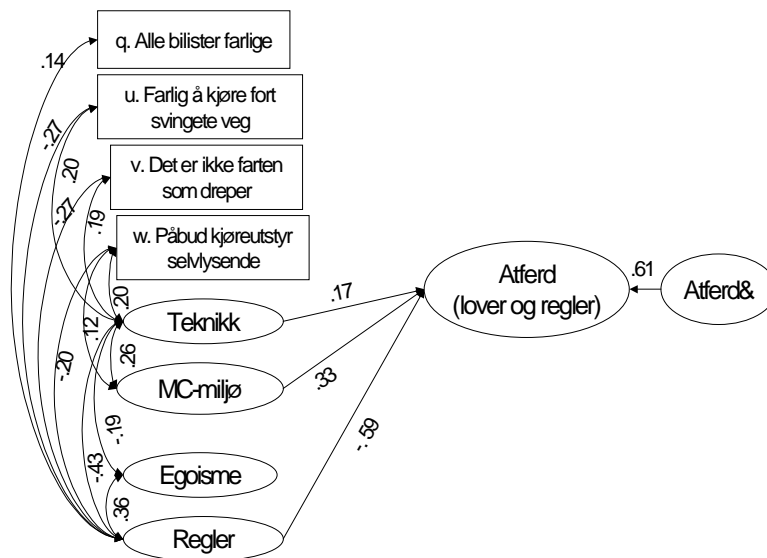 q. Alle bilister farlige
.14
u. Farlig å kjøre fort
svingete veg
-.27
.20
v. Det er ikke farten
som dreper
-.27
.19
w. Påbud kjøreutstyr
selvlysende
.20
.12
-.20
Teknikk
.17
Atferd
(lover og regler)
.61
Atferd&
.26
MC-miljø
.33
-.19
-.59
Egoisme
-.43
.36
Regler